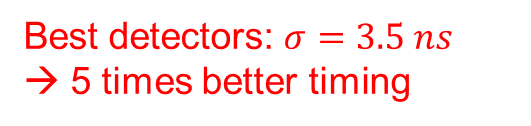 Best detectors: σ = 3.5 ns
→ 5 times better timing